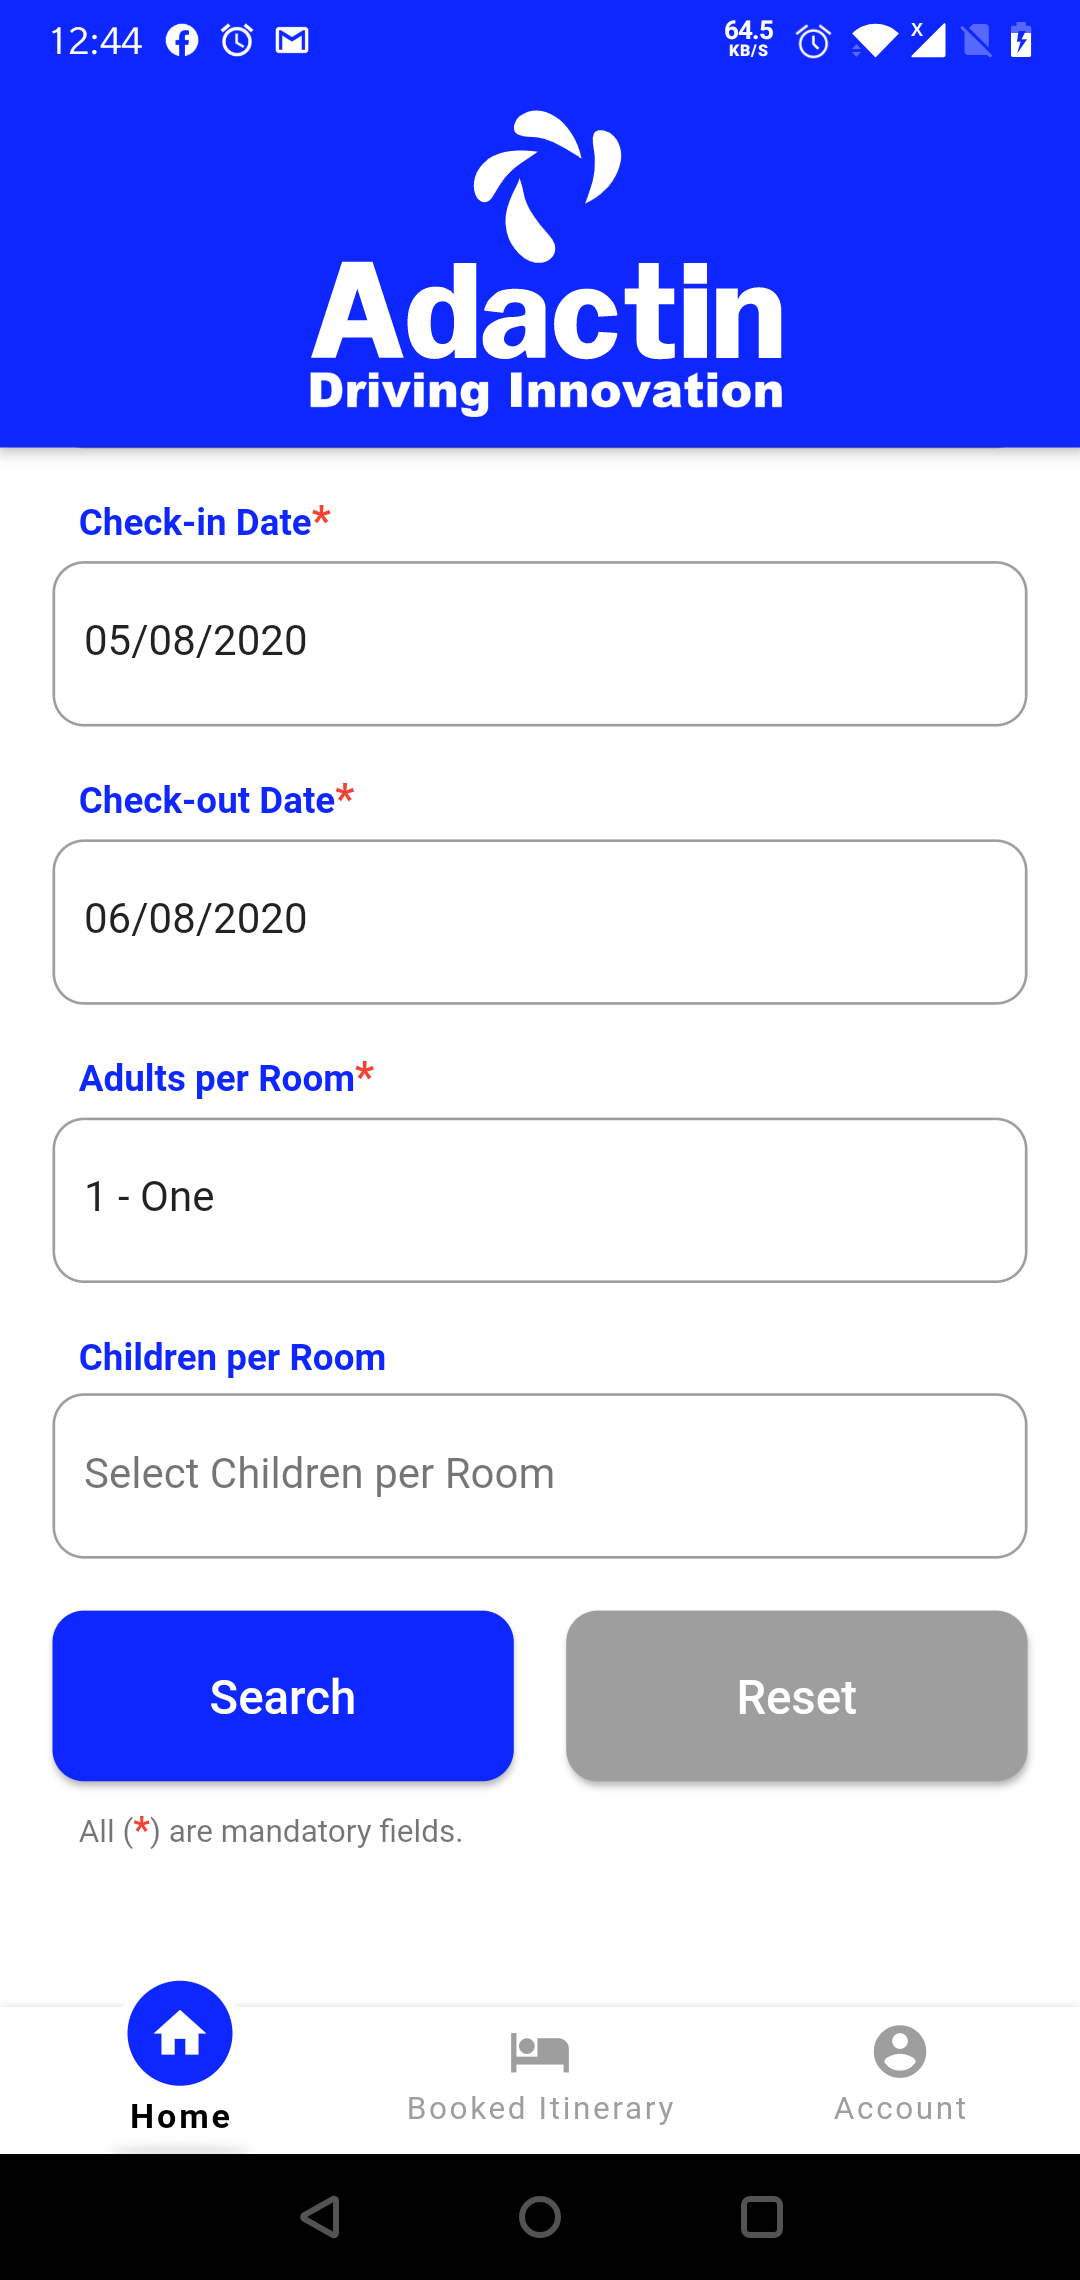 12:44
64.5
KB/S
X
Adactin
Driving Innovation
Check-in Date*
05/08/2020
Check-out Date*
06/08/2020
Adults per Room*
1 - One
Children per Room
Select Children per Room
Search
Reset
All (*) are mandatory fields.
Home
Booked Itinerary
Account